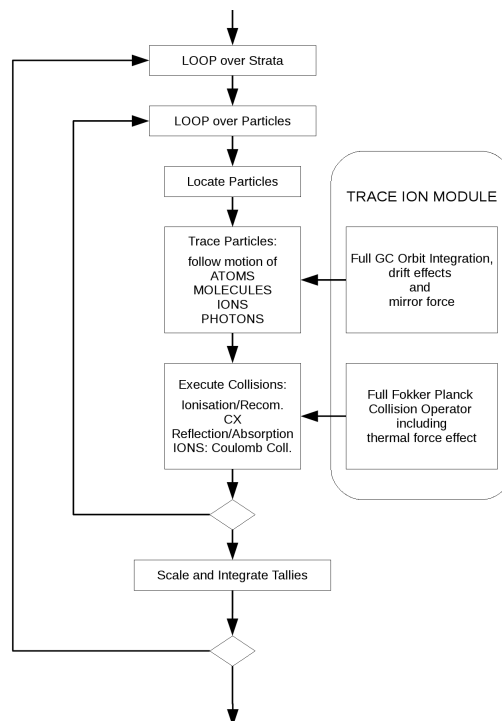 LOOP over Strata
LOOP over Particles
Locate Particles
Trace Particles:
follow motion of
ATOMS
MOLECULES
IONS
PHOTONS
Execute Collisions:
Ionisation/Recom.
CX
Reflection/Absorption
IONS: Coulomb Coll.
Scale and Integrate Tallies
TRACE ION MODULE
Full GC Orbit Integration,
drift effects
and
mirror force
Full Fokker Planck
Collision Operator
including
thermal force effect